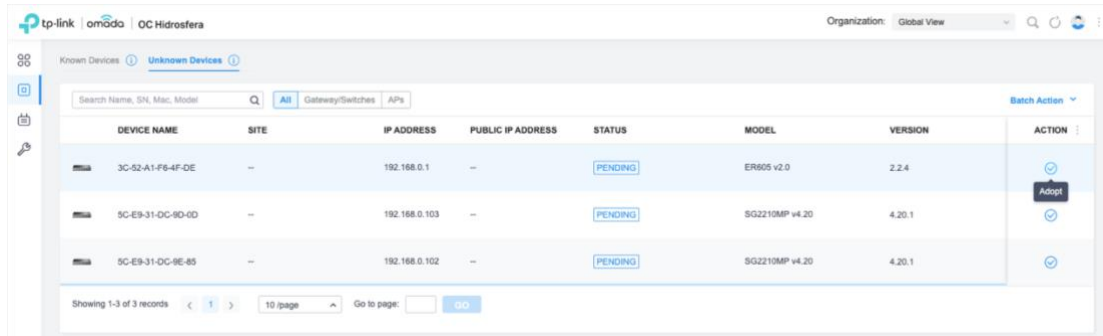 tp-link | omada | OC Hidrosfera Organization: Global View
Known Devices Unknown Devices
Search Name, SN, Mac, Model All Gateway/Switches APs Batch Action
DEVICE NAME SITE IP ADDRESS PUBLIC IP ADDRESS STATUS MODEL VERSION ACTION
3C-52-A1-F6-4F-DE -- 192.168.0.1 -- PENDING ER605 v2.0 2.2.4
Adopt
5C-E9-31-DC-9D-0D -- 192.168.0.103 -- PENDING SG2210MP v4.20 4.20.1
5C-E9-31-DC-9E-85 -- 192.168.0.102 -- PENDING SG2210MP v4.20 4.20.1
Showing 1-3 of 3 records < 1 > 10 /page Go to page: GO